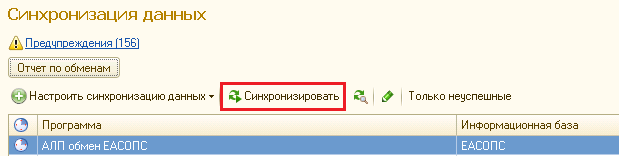 Синхронизация данных
Предупреждения (156)
Отчет по обменам
Настроить синхронизацию данных Синхронизировать Только неуспешные
Программа Информационная база
АЛП обмен ЕАСОПС ЕАСОПС